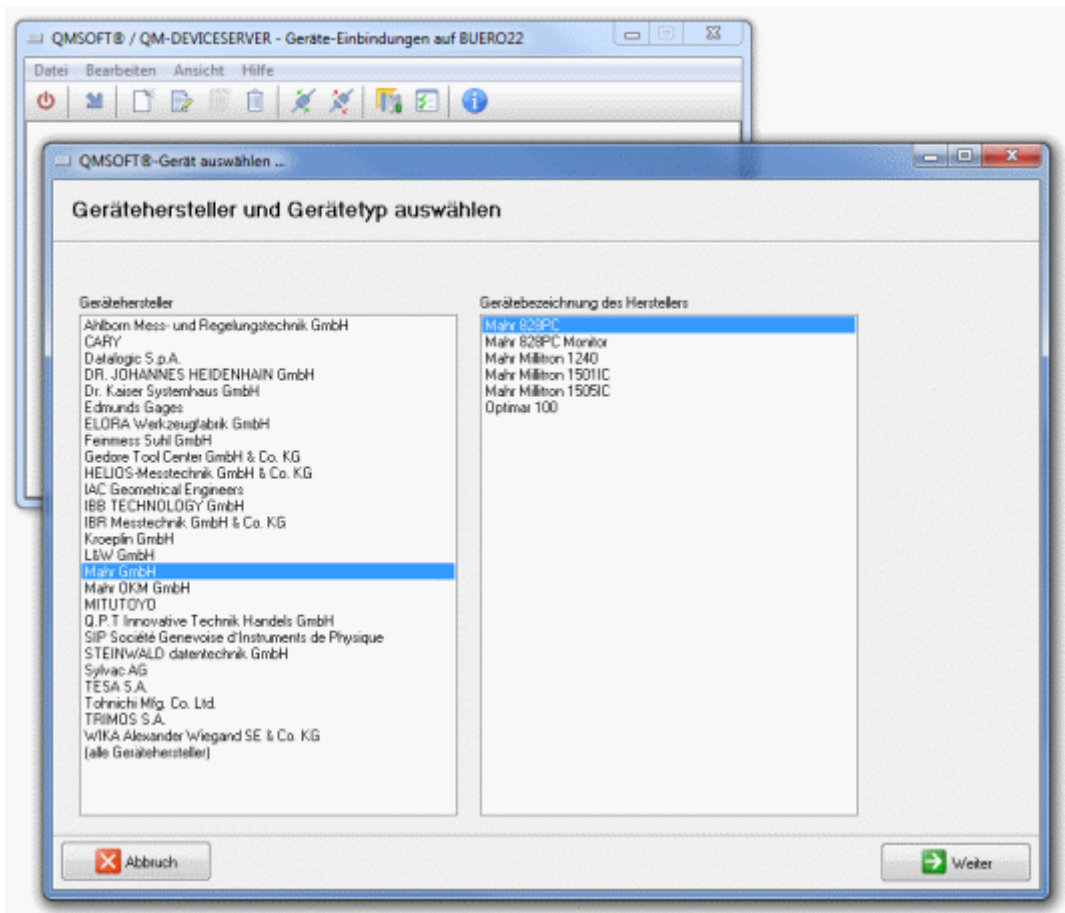 QMSOFT® / QM-DEVICESERVER - Geräte-Einbindungen auf BUERO22
Datei Bearbeiten Ansicht Hilfe
QMSOFT®-Gerät auswählen ...
Gerätehersteller und Gerätetyp auswählen
Gerätehersteller
Ahlborn Mess- und Regelungstechnik GmbH
CARY
Datalogic S.p.A.
DR. JOHANNES HEIDENHAIN GmbH
Dr. Kaiser Systemhaus GmbH
Edmunds Gages
ELORA Werkzeugfabrik GmbH
Feinmess Suhl GmbH
Gedore Tool Center GmbH & Co. KG
HELIOS-Messtechnik GmbH & Co. KG
IAC Geometrical Engineers
IBB TECHNOLOGY GmbH
IBR Messtechnik GmbH & Co. KG
Kroeplin GmbH
L&W GmbH
Mahr GmbH
Mahr OKM GmbH
MITUTOYO
Q.P.T Innovative Technik Handels GmbH
SIP Société Genevoise d'Instruments de Physique
STEINWALD datentechnik GmbH
Sylvac AG
TESA S.A.
Tohnichi Mfg. Co. Ltd.
TRIMOS S.A.
WIKA Alexander Wiegand SE & Co. KG
(alle Gerätehersteller)
Gerätebezeichnung des Herstellers
Mahr 828PC
Mahr 828PC Monitor
Mahr Millitron 1240
Mahr Millitron 1501IC
Mahr Millitron 1505IC
Optimar 100
Abbruch
Weiter